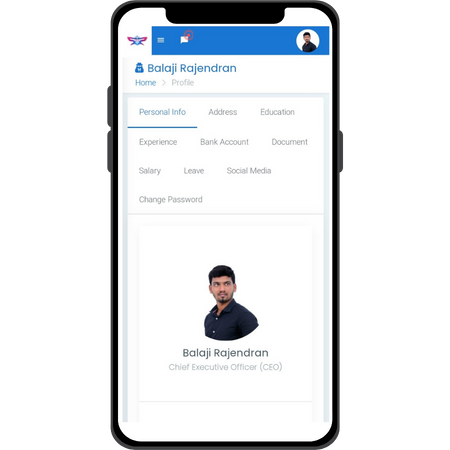 Balaji Rajendran
Home > Profile
Personal Info Address Education
Experience Bank Account Document
Salary Leave Social Media
Change Password
Balaji Rajendran
Chief Executive Officer (CEO)